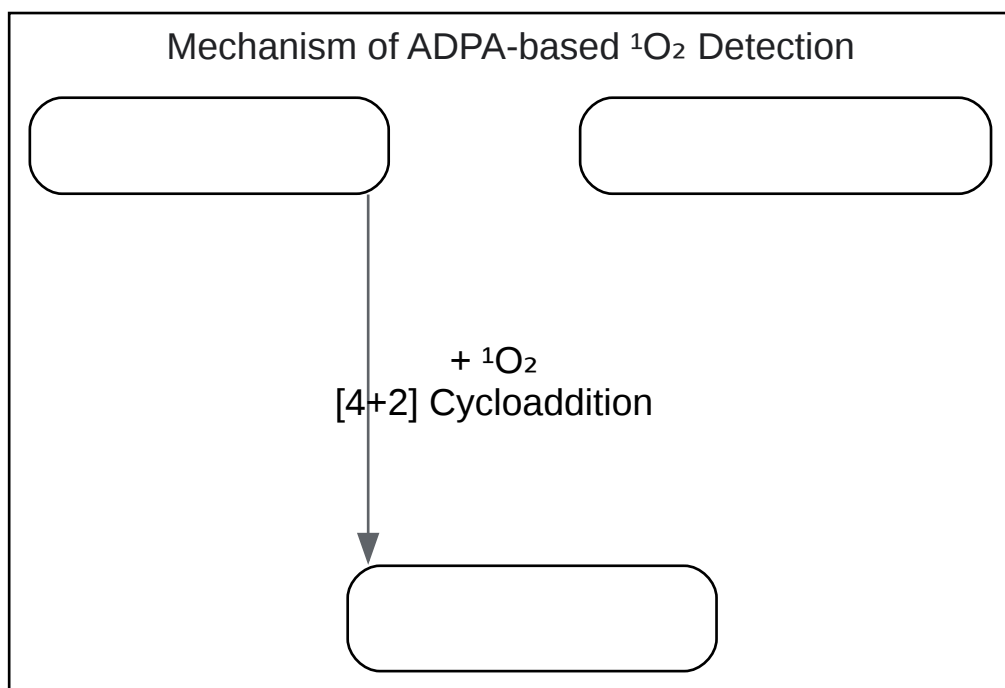 Mechanism of ADPA-based ¹O₂ Detection
+ ¹O₂
[4+2] Cycloaddition